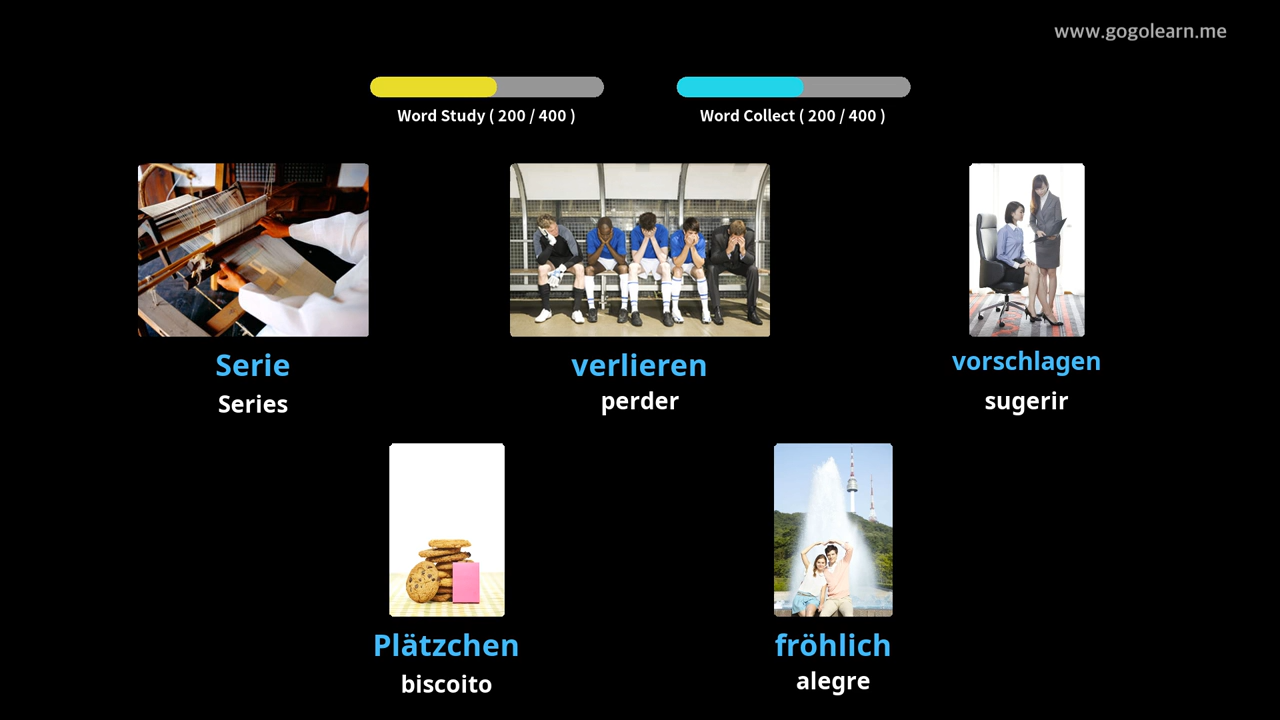 www.gogolearn.me
Word Study ( 200 / 400 )
Word Collect ( 200 / 400 )
Serie
Series
verlieren
perder
vorschlagen
sugerir
Plätzchen
biscoito
fröhlich
alegre